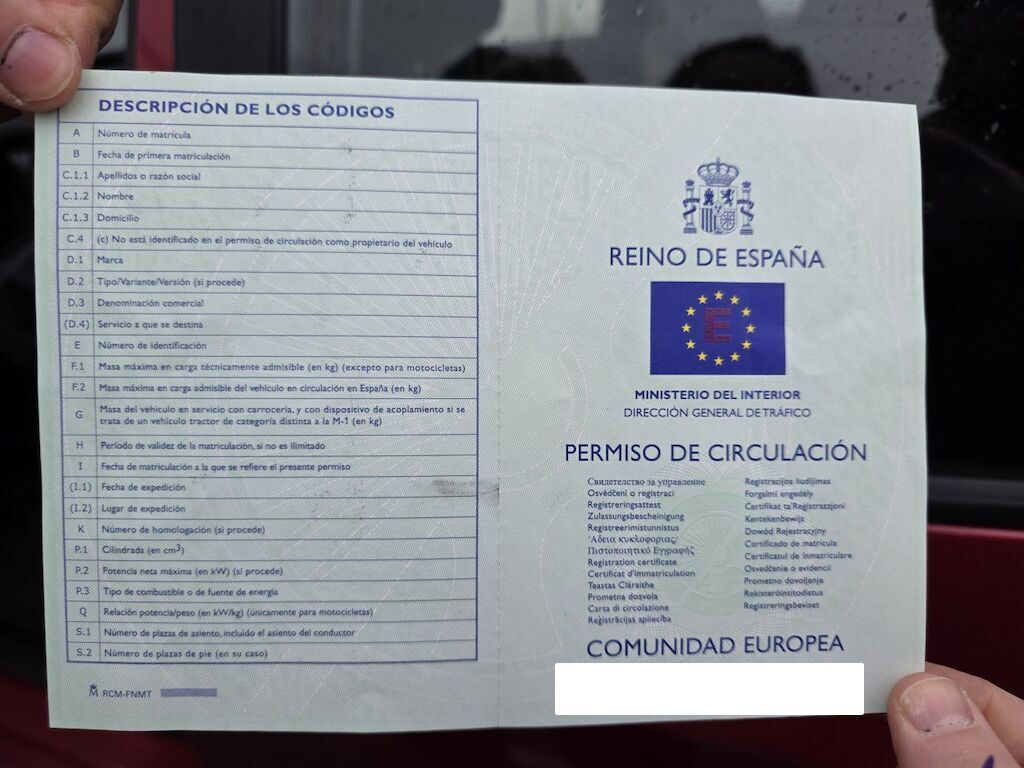 DESCRIPCIÓN DE LOS CÓDIGOS
A Número de matrícula
B Fecha de primera matriculación
C.1.1 Apellidos o razón social
C.1.2 Nombre
C.1.3 Domicilio
C.4 (c) No está identificado en el permiso de circulación como propietario del vehículo
D.1 Marca
D.2 Tipo/Variante/Versión (si procede)
D.3 Denominación comercial
(D.4) Servicio a que se destina
E Número de identificación
F.1 Masa máxima en carga técnicamente admisible (en kg) (excepto para motocicletas)
F.2 Masa máxima en carga admisible del vehículo en circulación en España (en kg)
G Masa del vehículo en servicio con carrocería, y con dispositivo de acoplamiento si se
trata de un vehículo tractor de categoría distinta a la M-1 (en kg)
H Período de validez de la matriculación, si no es ilimitado
I Fecha de matriculación a la que se refiere el presente permiso
(I.1) Fecha de expedición
(I.2) Lugar de expedición
K Número de homologación (si procede)
P.1 Cilindrada (en cm³)
P.2 Potencia neta máxima (en kW) (si procede)
P.3 Tipo de combustible o de fuente de energía
Q Relación potencia/peso (en kW/kg) (únicamente para motocicletas)
S.1 Número de plazas de asiento, incluido el asiento del conductor
S.2 Número de plazas de pie (en su caso)
RCM-FNMT
REINO DE ESPAÑA
E
MINISTERIO DEL INTERIOR
DIRECCIÓN GENERAL DE TRÁFICO
PERMISO DE CIRCULACIÓN
Свидетелство за управление
Osvědčení o registraci
Registreringsattest
Zulassungsbescheinigung
Registreerimistunnistus
'Αδεια κυκλοφορίας/
Πιστοποιητικό Εγγραφής
Registration certificate
Certificat d'immatriculation
Teastas Cláraithe
Prometna dozvola
Carta di circolazione
Reģistrācijas apliecība
Registracijos liudijimas
Forgalmi engedély
Certifikat ta'Registrazzjoni
Kentekenbewijs
Dowód Rejestracyjny
Certificado de matrícula
Certificatul de înmatriculare
Osvedčenie o evidencii
Prometno dovoljenje
Rekisteröintitodistus
Registreringsbeviset
COMUNIDAD EUROPEA